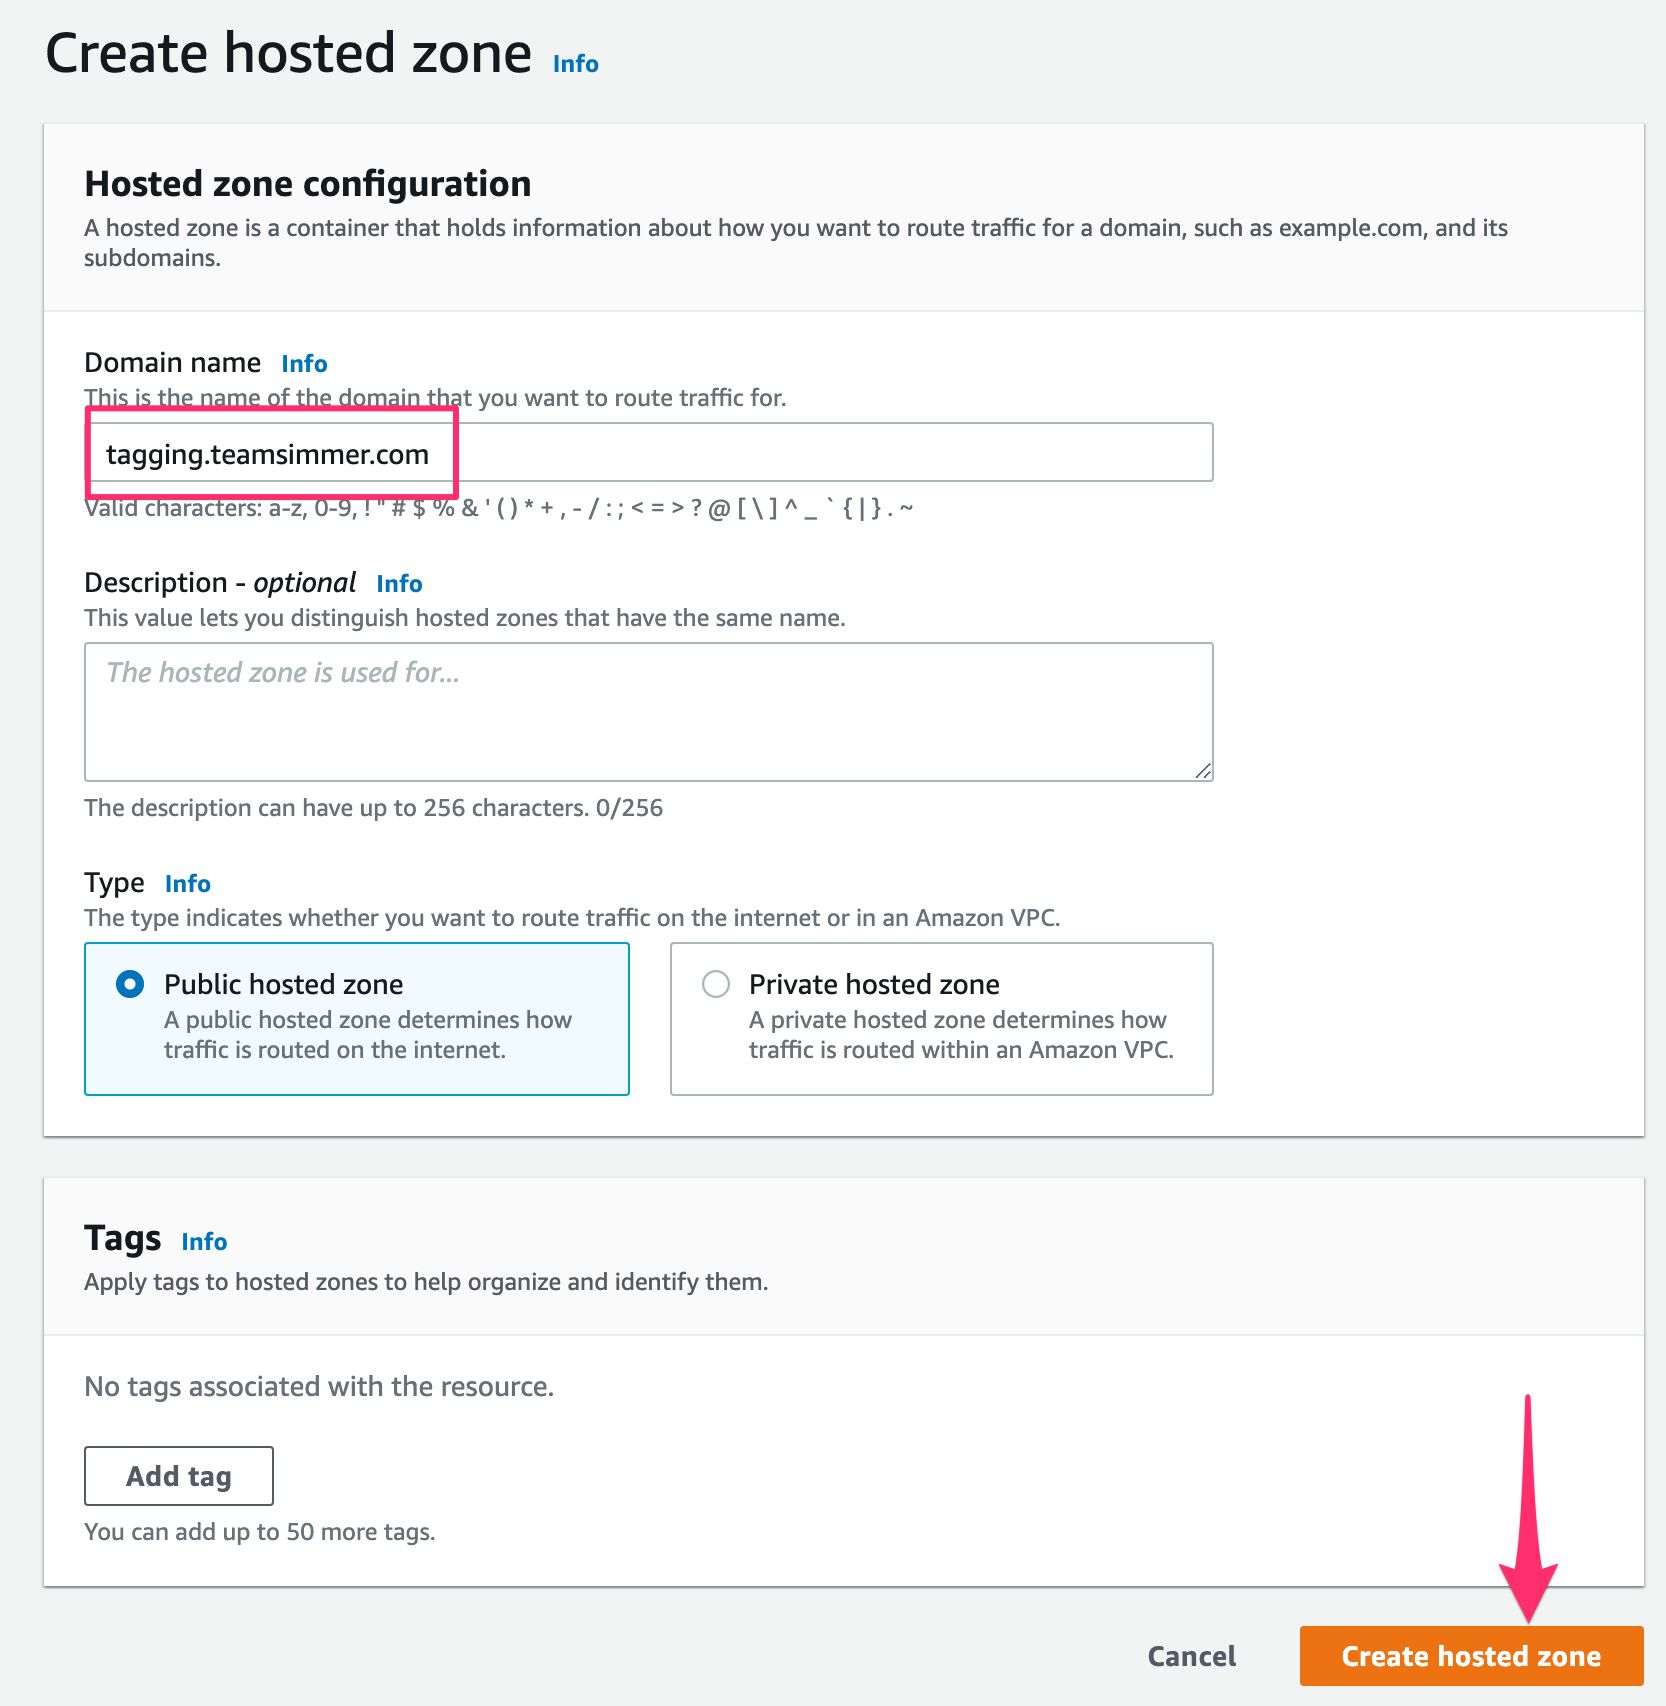 Create hosted zone Info
Hosted zone configuration
A hosted zone is a container that holds information about how you want to route traffic for a domain, such as example.com, and its
subdomains.
Domain name Info
This is the name of the domain that you want to route traffic for.
tagging.teamsimmer.com
Valid characters: a-z, 0-9, ! " # $ % & ' ( ) * + , - / : ; < = > ? @ [ \ ] ^ _ ` { | } . ~
Description - optional Info
This value lets you distinguish hosted zones that have the same name.
The hosted zone is used for...
The description can have up to 256 characters. 0/256
Type Info
The type indicates whether you want to route traffic on the internet or in an Amazon VPC.
Public hosted zone
A public hosted zone determines how
traffic is routed on the internet.
Private hosted zone
A private hosted zone determines how
traffic is routed within an Amazon VPC.
Tags Info
Apply tags to hosted zones to help organize and identify them.
No tags associated with the resource.
Add tag
You can add up to 50 more tags.
Cancel
Create hosted zone